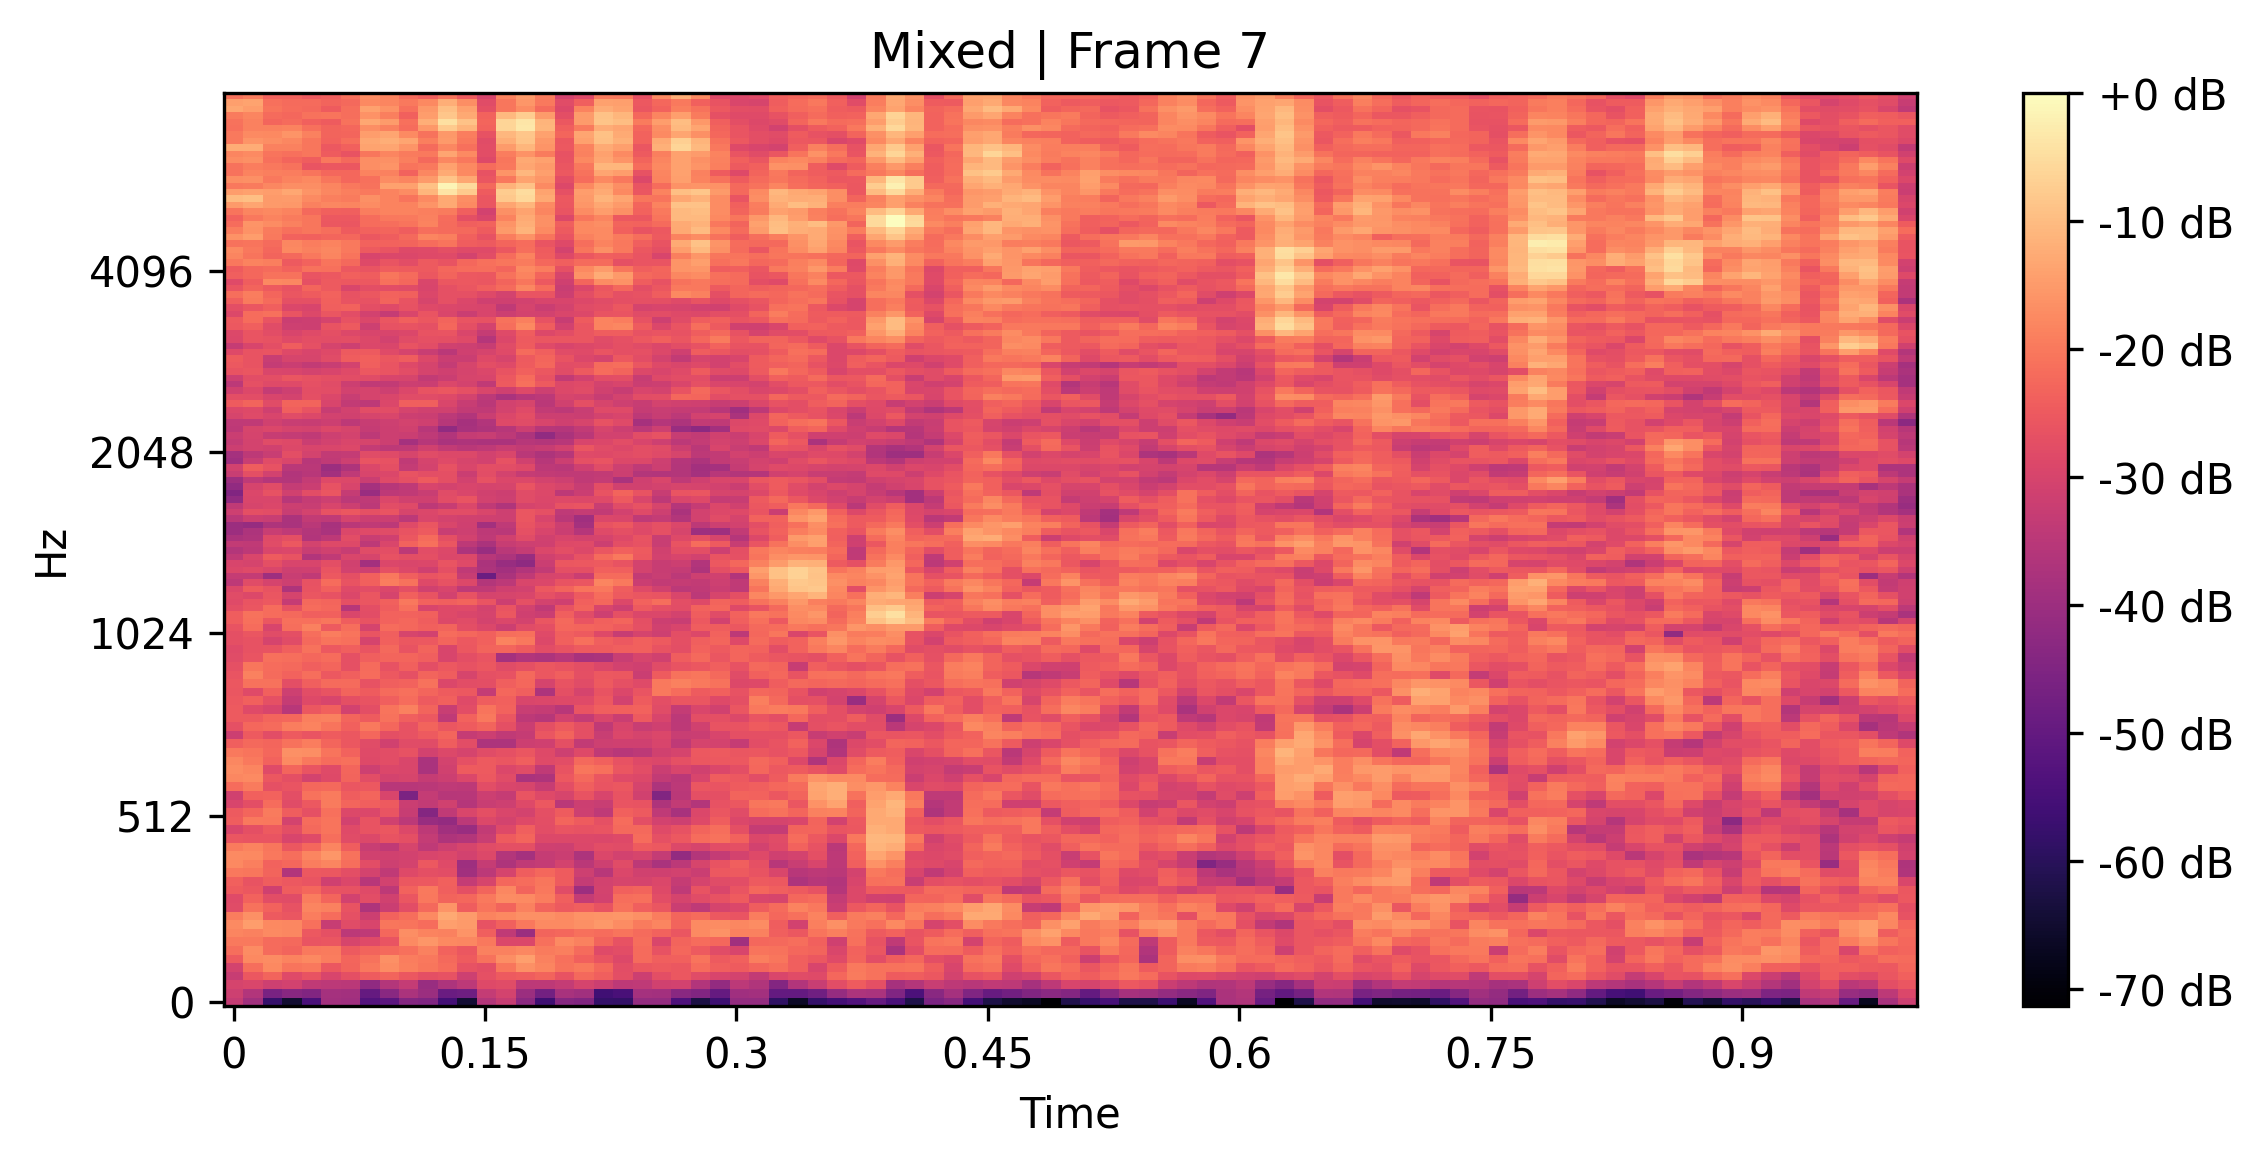 Mixed | Frame 7
+0 dB
-10 dB
-20 dB
-30 dB
-40 dB
-50 dB
-60 dB
-70 dB
4096
2048
1024
512
0
Hz
0 0.15 0.3 0.45 0.6 0.75 0.9
Time